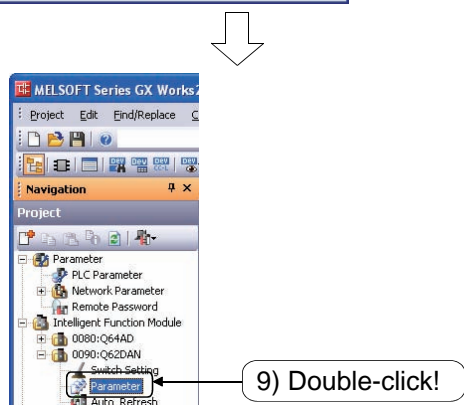 MELSOFT Series GX Works2
Project Edit Find/Replace C
Navigation
Project
Parameter
PLC Parameter
Network Parameter
Remote Password
Intelligent Function Module
0080:Q64AD
0090:Q62DAN
Switch Setting
Parameter
Auto_Refresh
9) Double-click!